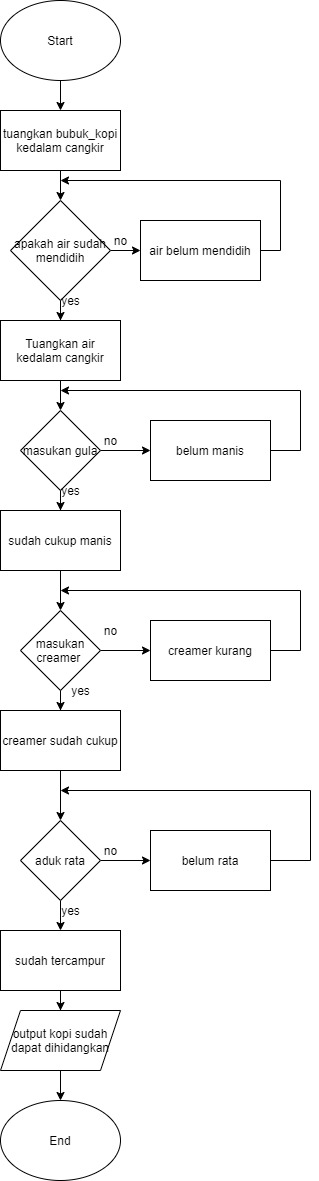 Start
tuangkan bubuk_kopi
kedalam cangkir
apakah air sudah
mendidih
no
air belum mendidih
yes
Tuangkan air
kedalam cangkir
masukan gula
no
belum manis
yes
sudah cukup manis
masukan
creamer
no
creamer kurang
yes
creamer sudah cukup
aduk rata
no
belum rata
yes
sudah tercampur
output kopi sudah
dapat dihidangkan
End